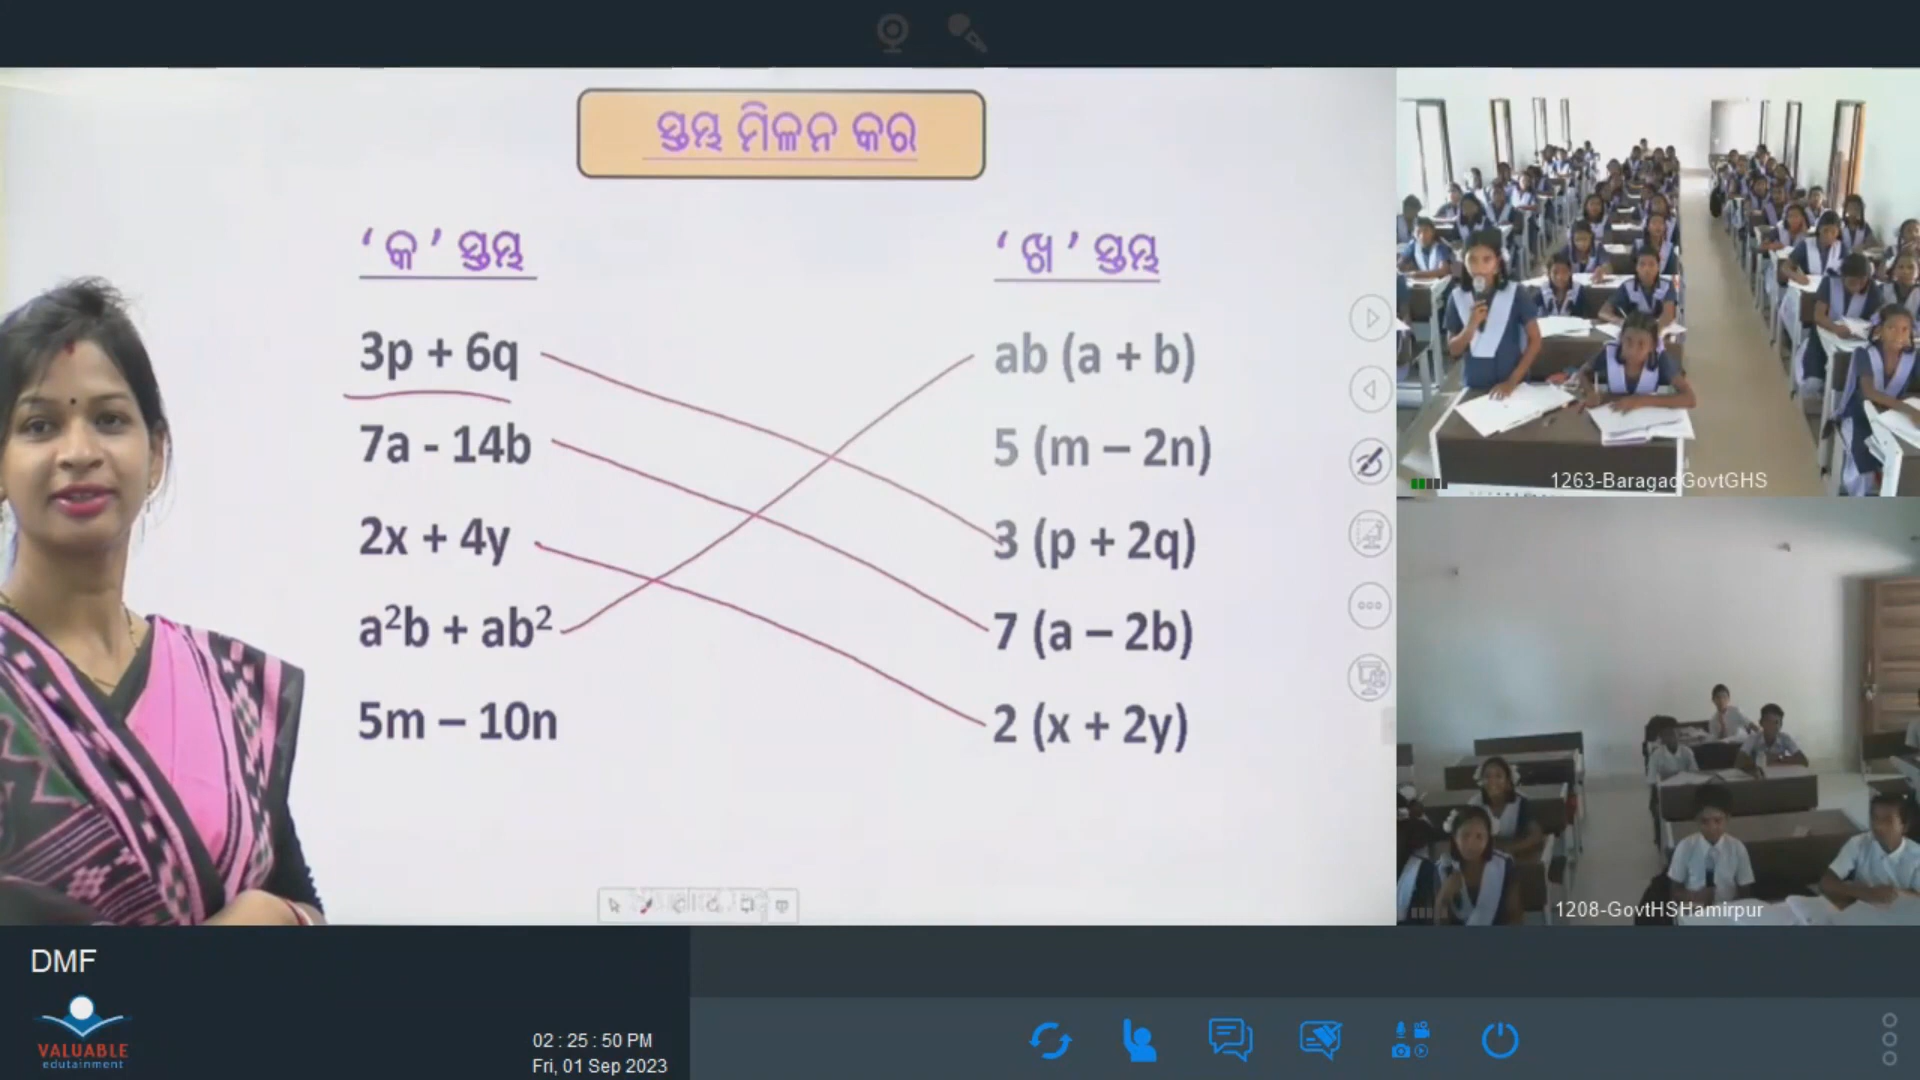 ସ୍ତମ୍ଭ ମିଳନ କର
‘ କ ’ ସ୍ତମ୍ଭ
‘ ଖ ’ ସ୍ତମ୍ଭ
3p + 6q
ab (a + b)
7a - 14b
5 (m – 2n)
2x + 4y
3 (p + 2q)
a²b + ab²
7 (a – 2b)
5m – 10n
2 (x + 2y)
1263-BaragadGovtGHS
1208-GovtHSHamirpur
DMF
VALUABLE
edutainment
02 : 25 : 50 PM
Fri, 01 Sep 2023